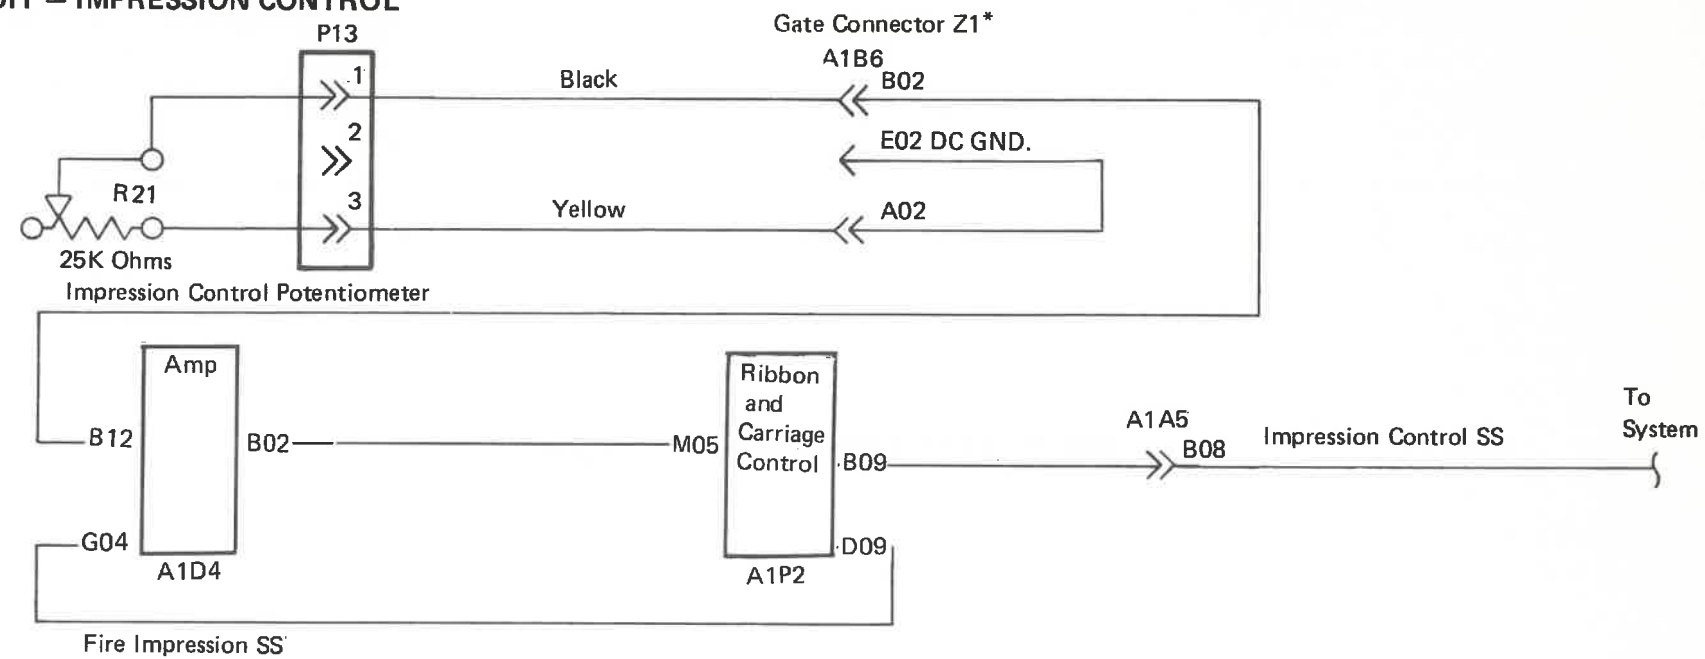 IMPRESSION CONTROL
P13
Gate Connector Z1*
A1B6
1
Black
B02
2
E02 DC GND.
R21
3
Yellow
A02
25K Ohms
Impression Control Potentiometer
Amp
Ribbon
and
Carriage
Control
B12
B02
M05
B09
A1A5
B08
Impression Control SS
To
System
G04
D09
A1D4
A1P2
Fire Impression SS